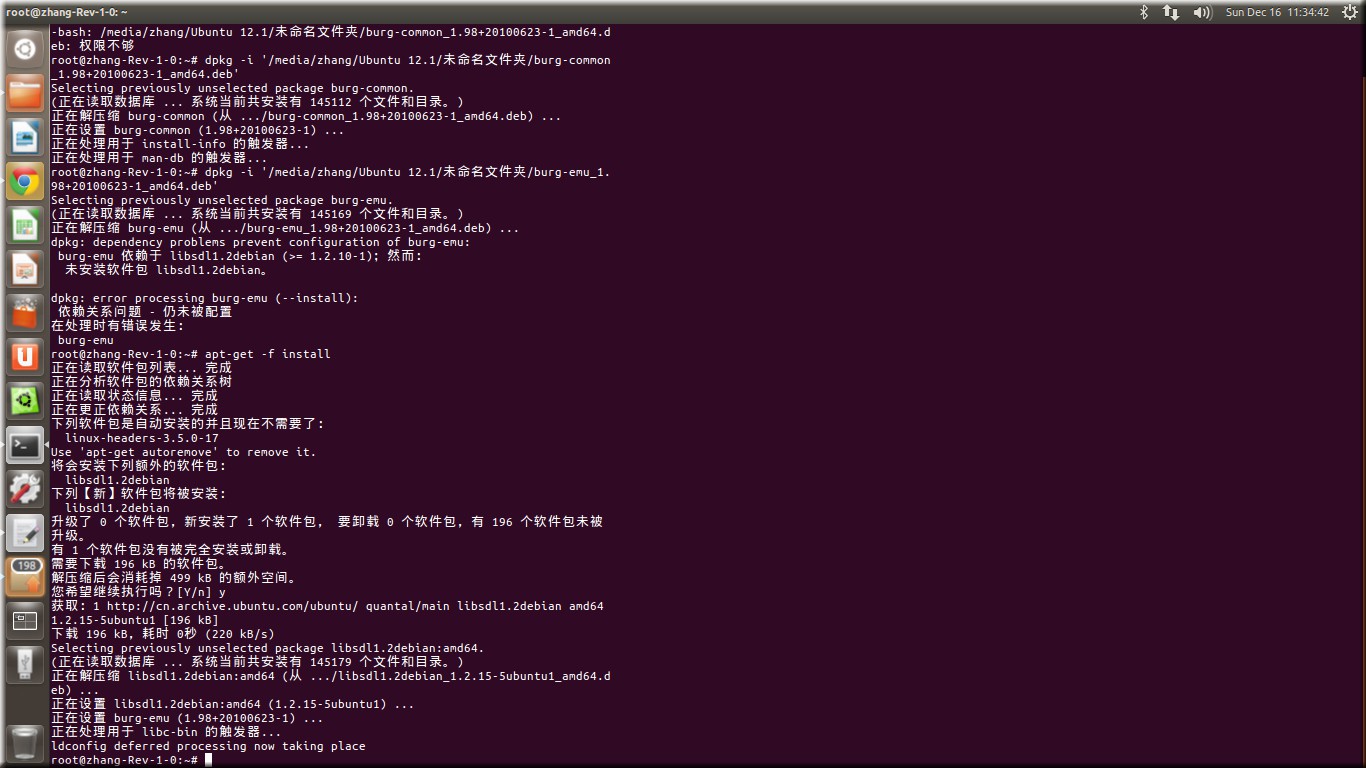 root@zhang-Rev-1-0: ~
Sun Dec 16 11:34:42
-bash: /media/zhang/Ubuntu 12.1/未命名文件夹/burg-common_1.98+20100623-1_amd64.d
eb: 权限不够
root@zhang-Rev-1-0:~# dpkg -i '/media/zhang/Ubuntu 12.1/未命名文件夹/burg-common
_1.98+20100623-1_amd64.deb'
Selecting previously unselected package burg-common.
(正在读取数据库 ... 系统当前共安装有 145112 个文件和目录。)
正在解压缩 burg-common (从 .../burg-common_1.98+20100623-1_amd64.deb) ...
正在设置 burg-common (1.98+20100623-1) ...
正在处理用于 install-info 的触发器...
正在处理用于 man-db 的触发器...
root@zhang-Rev-1-0:~# dpkg -i '/media/zhang/Ubuntu 12.1/未命名文件夹/burg-emu_1.
98+20100623-1_amd64.deb'
Selecting previously unselected package burg-emu.
(正在读取数据库 ... 系统当前共安装有 145169 个文件和目录。)
正在解压缩 burg-emu (从 .../burg-emu_1.98+20100623-1_amd64.deb) ...
dpkg: dependency problems prevent configuration of burg-emu:
burg-emu 依赖于 libsdl1.2debian (>= 1.2.10-1)；然而：
未安装软件包 libsdl1.2debian。
dpkg: error processing burg-emu (--install):
依赖关系问题 - 仍未被配置
在处理时有错误发生：
burg-emu
root@zhang-Rev-1-0:~# apt-get -f install
正在读取软件包列表... 完成
正在分析软件包的依赖关系树
正在读取状态信息... 完成
正在更正依赖关系... 完成
下列软件包是自动安装的并且现在不需要了：
linux-headers-3.5.0-17
Use 'apt-get autoremove' to remove it.
将会安装下列额外的软件包：
libsdl1.2debian
下列【新】软件包将被安装：
libsdl1.2debian
升级了 0 个软件包，新安装了 1 个软件包， 要卸载 0 个软件包，有 196 个软件包未被
升级。
有 1 个软件包没有被完全安装或卸载。
需要下载 196 kB 的软件包。
解压缩后会消耗掉 499 kB 的额外空间。
您希望继续执行吗？[Y/n] y
获取：1 http://cn.archive.ubuntu.com/ubuntu/ quantal/main libsdl1.2debian amd64
1.2.15-5ubuntu1 [196 kB]
下载 196 kB，耗时 0秒 (220 kB/s)
Selecting previously unselected package libsdl1.2debian:amd64.
(正在读取数据库 ... 系统当前共安装有 145179 个文件和目录。)
正在解压缩 libsdl1.2debian:amd64 (从 .../libsdl1.2debian_1.2.15-5ubuntu1_amd64.d
eb) ...
正在设置 libsdl1.2debian:amd64 (1.2.15-5ubuntu1) ...
正在设置 burg-emu (1.98+20100623-1) ...
正在处理用于 libc-bin 的触发器...
ldconfig deferred processing now taking place
root@zhang-Rev-1-0:~#
198